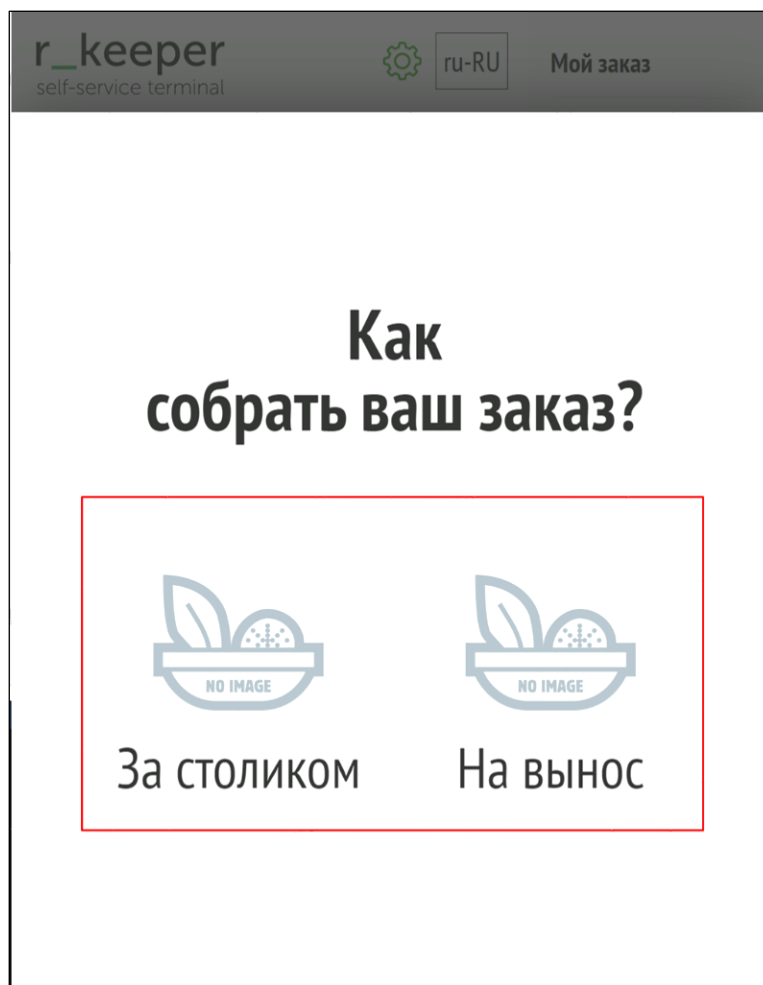 r_keeper
self-service terminal
ru-RU
Мой заказ
Как
собрать ваш заказ?
NO IMAGE
NO IMAGE
За столиком
На вынос